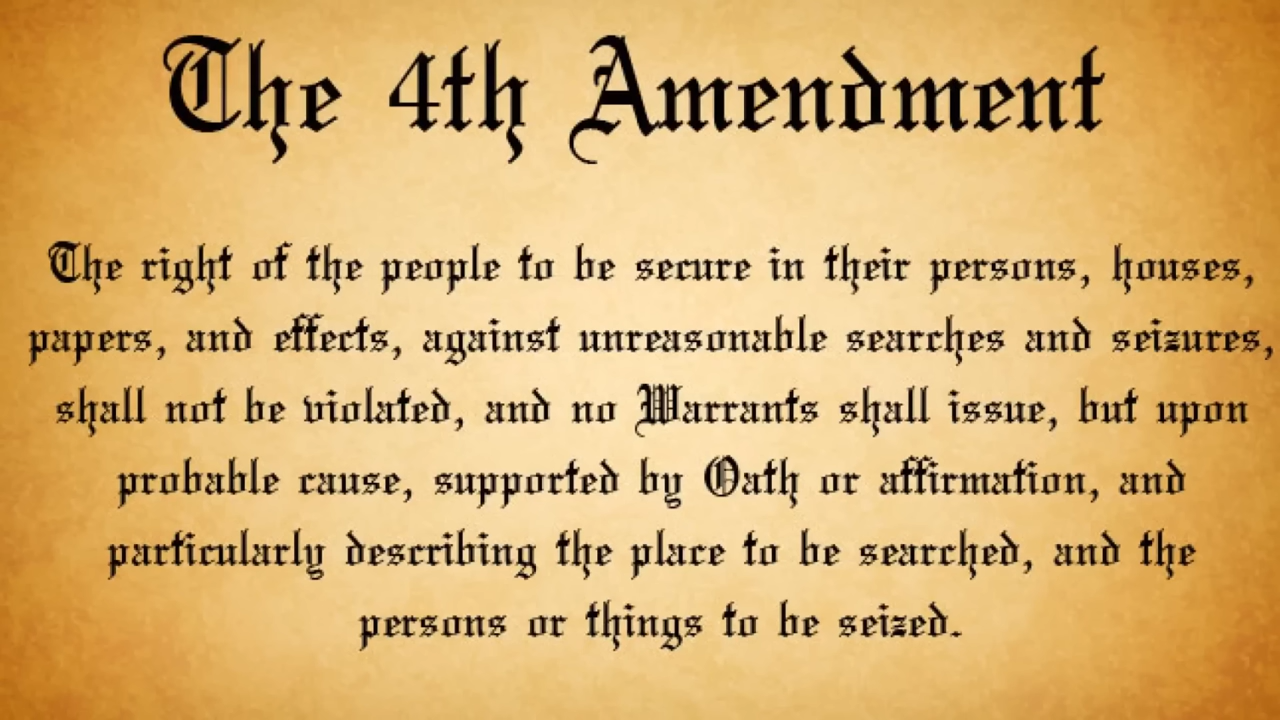 The 4th Amendment
The right of the people to be secure in their persons, houses,
papers, and effects, against unreasonable searches and seizures,
shall not be violated, and no Warrants shall issue, but upon
probable cause, supported by Oath or affirmation, and
particularly describing the place to be searched, and the
persons or things to be seized.